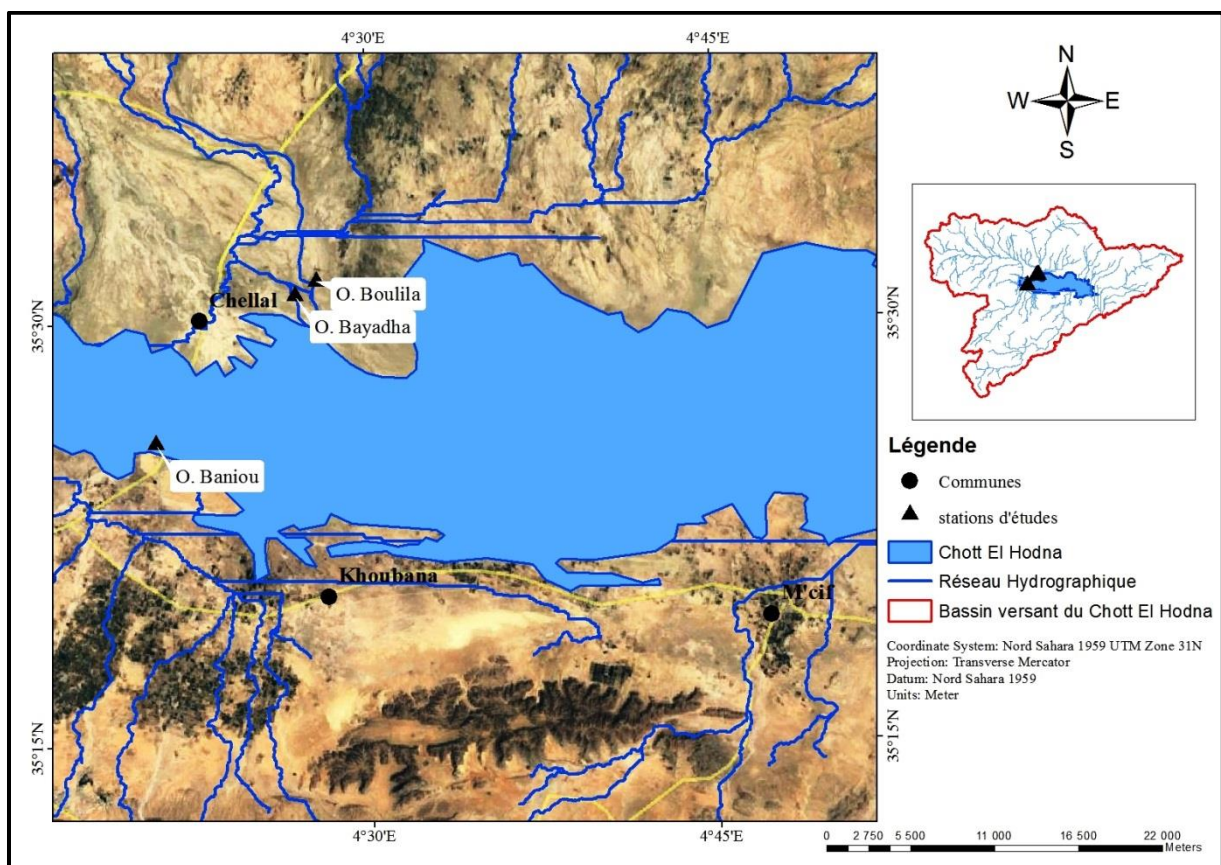 4°30'E
4°45'E
N
W
E
S
O. Boulila
Chellal
O. Bayadha
35°30'N
35°30'N
O. Baniou
Légende
Communes
stations d'études
Chott El Hodna
Réseau Hydrographique
Bassin versant du Chott El Hodna
Khoubana
M'cif
Coordinate System: Nord Sahara 1959 UTM Zone 31N
Projection: Transverse Mercator
Datum: Nord Sahara 1959
Units: Meter
35°15'N
35°15'N
4°30'E
4°45'E
0 2 750 5 500 11 000 16 500 22 000
Meters